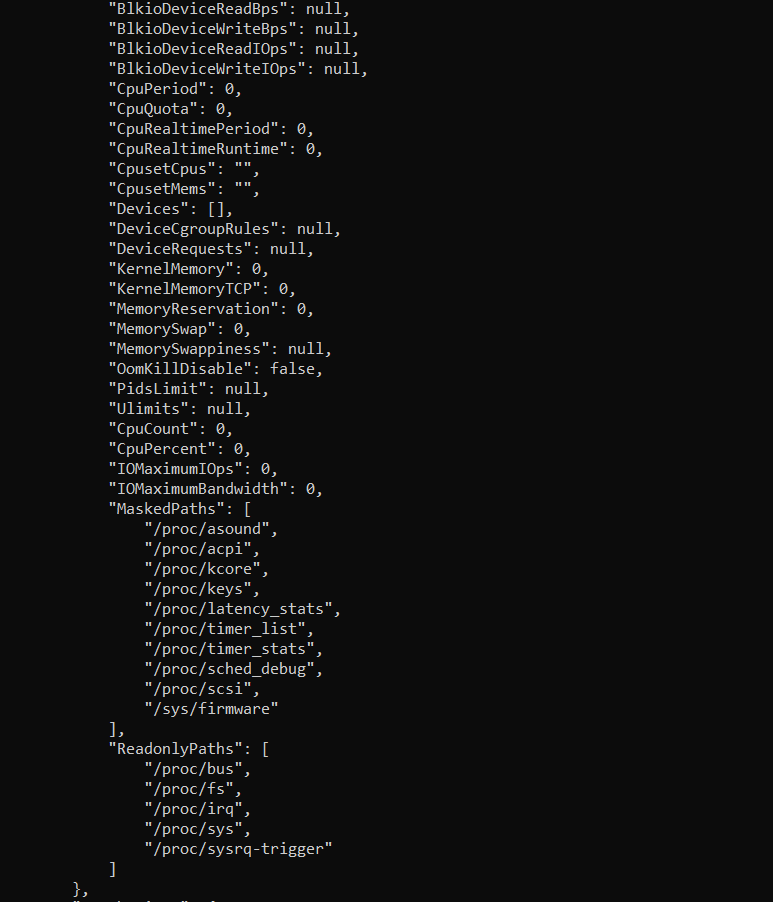 "BlkioDeviceReadBps": null,
"BlkioDeviceWriteBps": null,
"BlkioDeviceReadIOps": null,
"BlkioDeviceWriteIOps": null,
"CpuPeriod": 0,
"CpuQuota": 0,
"CpuRealtimePeriod": 0,
"CpuRealtimeRuntime": 0,
"CpusetCpus": "",
"CpusetMems": "",
"Devices": [],
"DeviceCgroupRules": null,
"DeviceRequests": null,
"KernelMemory": 0,
"KernelMemoryTCP": 0,
"MemoryReservation": 0,
"MemorySwap": 0,
"MemorySwappiness": null,
"OomKillDisable": false,
"PidsLimit": null,
"Ulimits": null,
"CpuCount": 0,
"CpuPercent": 0,
"IOMaximumIOps": 0,
"IOMaximumBandwidth": 0,
"MaskedPaths": [
"/proc/asound",
"/proc/acpi",
"/proc/kcore",
"/proc/keys",
"/proc/latency_stats",
"/proc/timer_list",
"/proc/timer_stats",
"/proc/sched_debug",
"/proc/scsi",
"/sys/firmware"
],
"ReadonlyPaths": [
"/proc/bus",
"/proc/fs",
"/proc/irq",
"/proc/sys",
"/proc/sysrq-trigger"
]
},